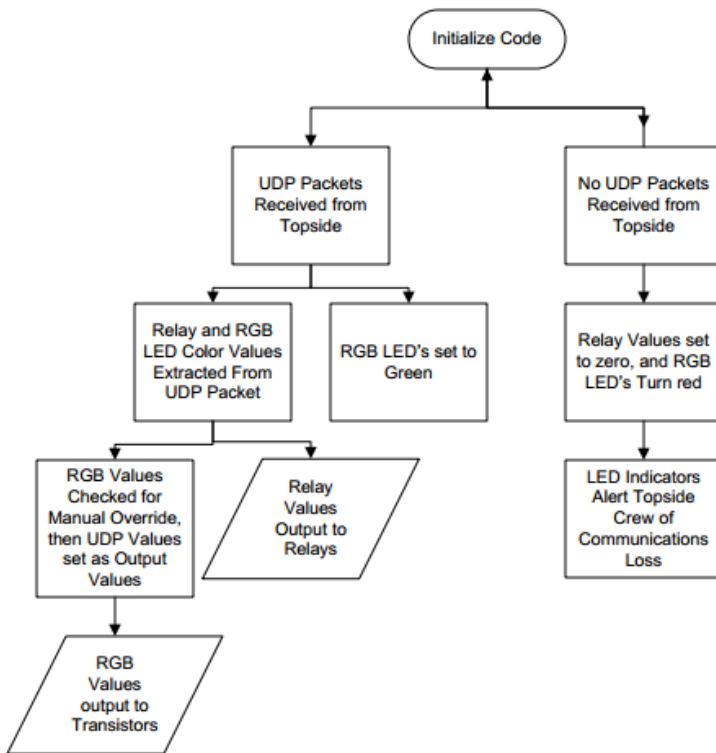 Initialize Code
UDP Packets
Received from
Topside
No UDP Packets
Received from
Topside
Relay and RGB
LED Color Values
Extracted From
UDP Packet
RGB LED's set to
Green
Relay Values set
to zero, and RGB
LED's Turn red
RGB Values
Checked for
Manual Override,
then UDP Values
set as Output
Values
Relay
Values
Output to
Relays
LED Indicators
Alert Topside
Crew of
Communications
Loss
RGB
Values
output to
Transistors